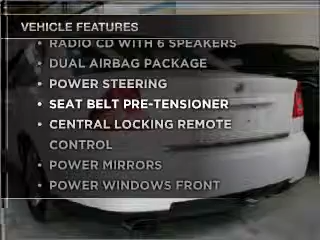 VEHICLE FEATURES
• RADIO CD WITH 6 SPEAKERS
• DUAL AIRBAG PACKAGE
• POWER STEERING
• SEAT BELT PRE-TENSIONER
• CENTRAL LOCKING REMOTE
CONTROL
• POWER MIRRORS
• POWER WINDOWS FRONT